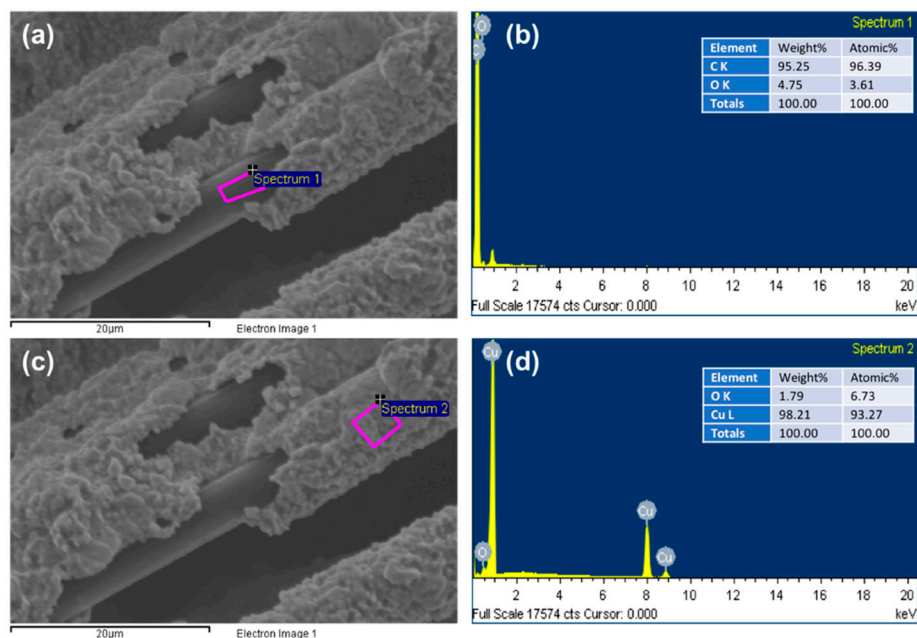 (a)
Spectrum 1
20µm
Electron Image 1
(b)
O
C
Spectrum 1
Element Weight% Atomic%
C K 95.25 96.39
O K 4.75 3.61
Totals 100.00 100.00
2 4 6 8 10 12 14 16 18 20
Full Scale 17574 cts Cursor: 0.000
keV
(c)
Spectrum 2
20µm
Electron Image 1
(d)
Cu
O
Cu
Cu
Spectrum 2
Element Weight% Atomic%
O K 1.79 6.73
Cu L 98.21 93.27
Totals 100.00 100.00
2 4 6 8 10 12 14 16 18 20
Full Scale 17574 cts Cursor: 0.000
keV